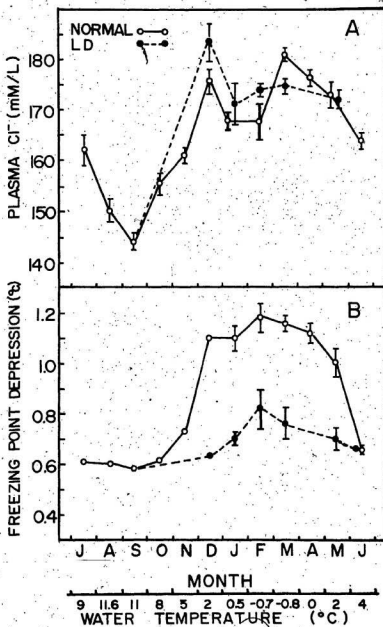 NORMAL
LD
A
PLASMA Cl⁻ (mM/L)
180
170
160
150
140
B
FREEZING POINT DEPRESSION (°C)
1.2
1.0
0.8
0.6
0.4
J A S O N D J F M A M J
MONTH
9 11.6 11 8 5 2 0.5 -0.7 -0.8 0 2 4
WATER TEMPERATURE (°C)